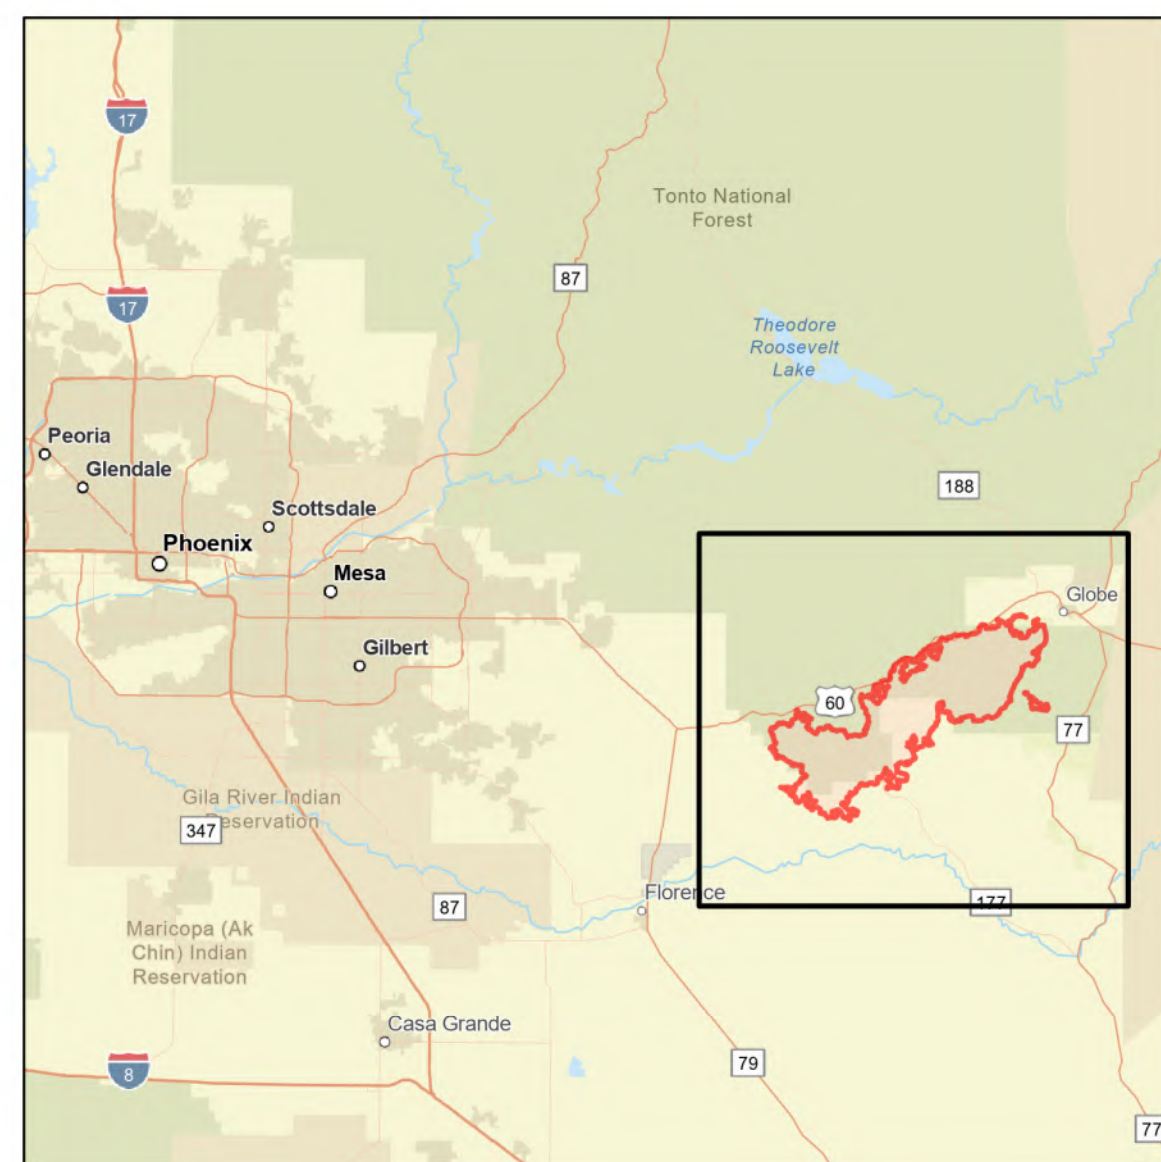 17
Tonto National
Forest
87
17
Theodore
Roosevelt
Lake
Peoria
Glendale
188
Scottsdale
Phoenix
Mesa
Globe
Gilbert
60
77
Gila River Indian
Reservation
347
Florence
87
177
Maricopa (Ak
Chin) Indian
Reservation
Casa Grande
79
8
77